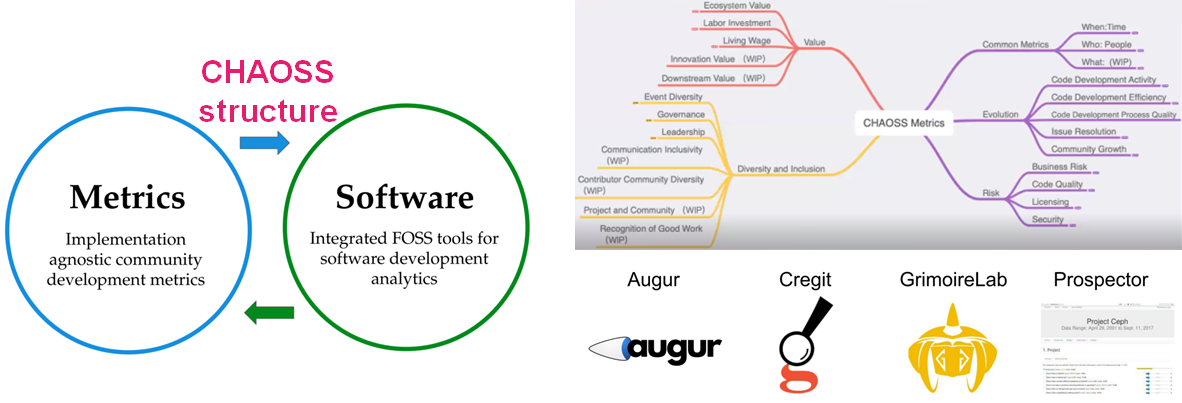 CHAOSS
structure
Metrics
Implementation
agnostic community
development metrics
Software
Integrated FOSS tools for
software development
analytics
CHAOSS Metrics
Value
Ecosystem Value
Labor Investment
Living Wage
Innovation Value (WIP)
Downstream Value (WIP)
Diversity and Inclusion
Event Diversity
Governance
Leadership
Communication Inclusivity
(WIP)
Contributor Community Diversity
(WIP)
Project and Community (WIP)
Recognition of Good Work
(WIP)
Common Metrics
When:Time
Who: People
What: (WIP)
Evolution
Code Development Activity
Code Development Efficiency
Code Development Process Quality
Issue Resolution
Community Growth
Risk
Business Risk
Code Quality
Licensing
Security
Augur
Cregit
GrimoireLab
Prospector
augur
g
Project Ceph
Data Range: April 29, 2001 to Sept. 11, 2017
1. Project